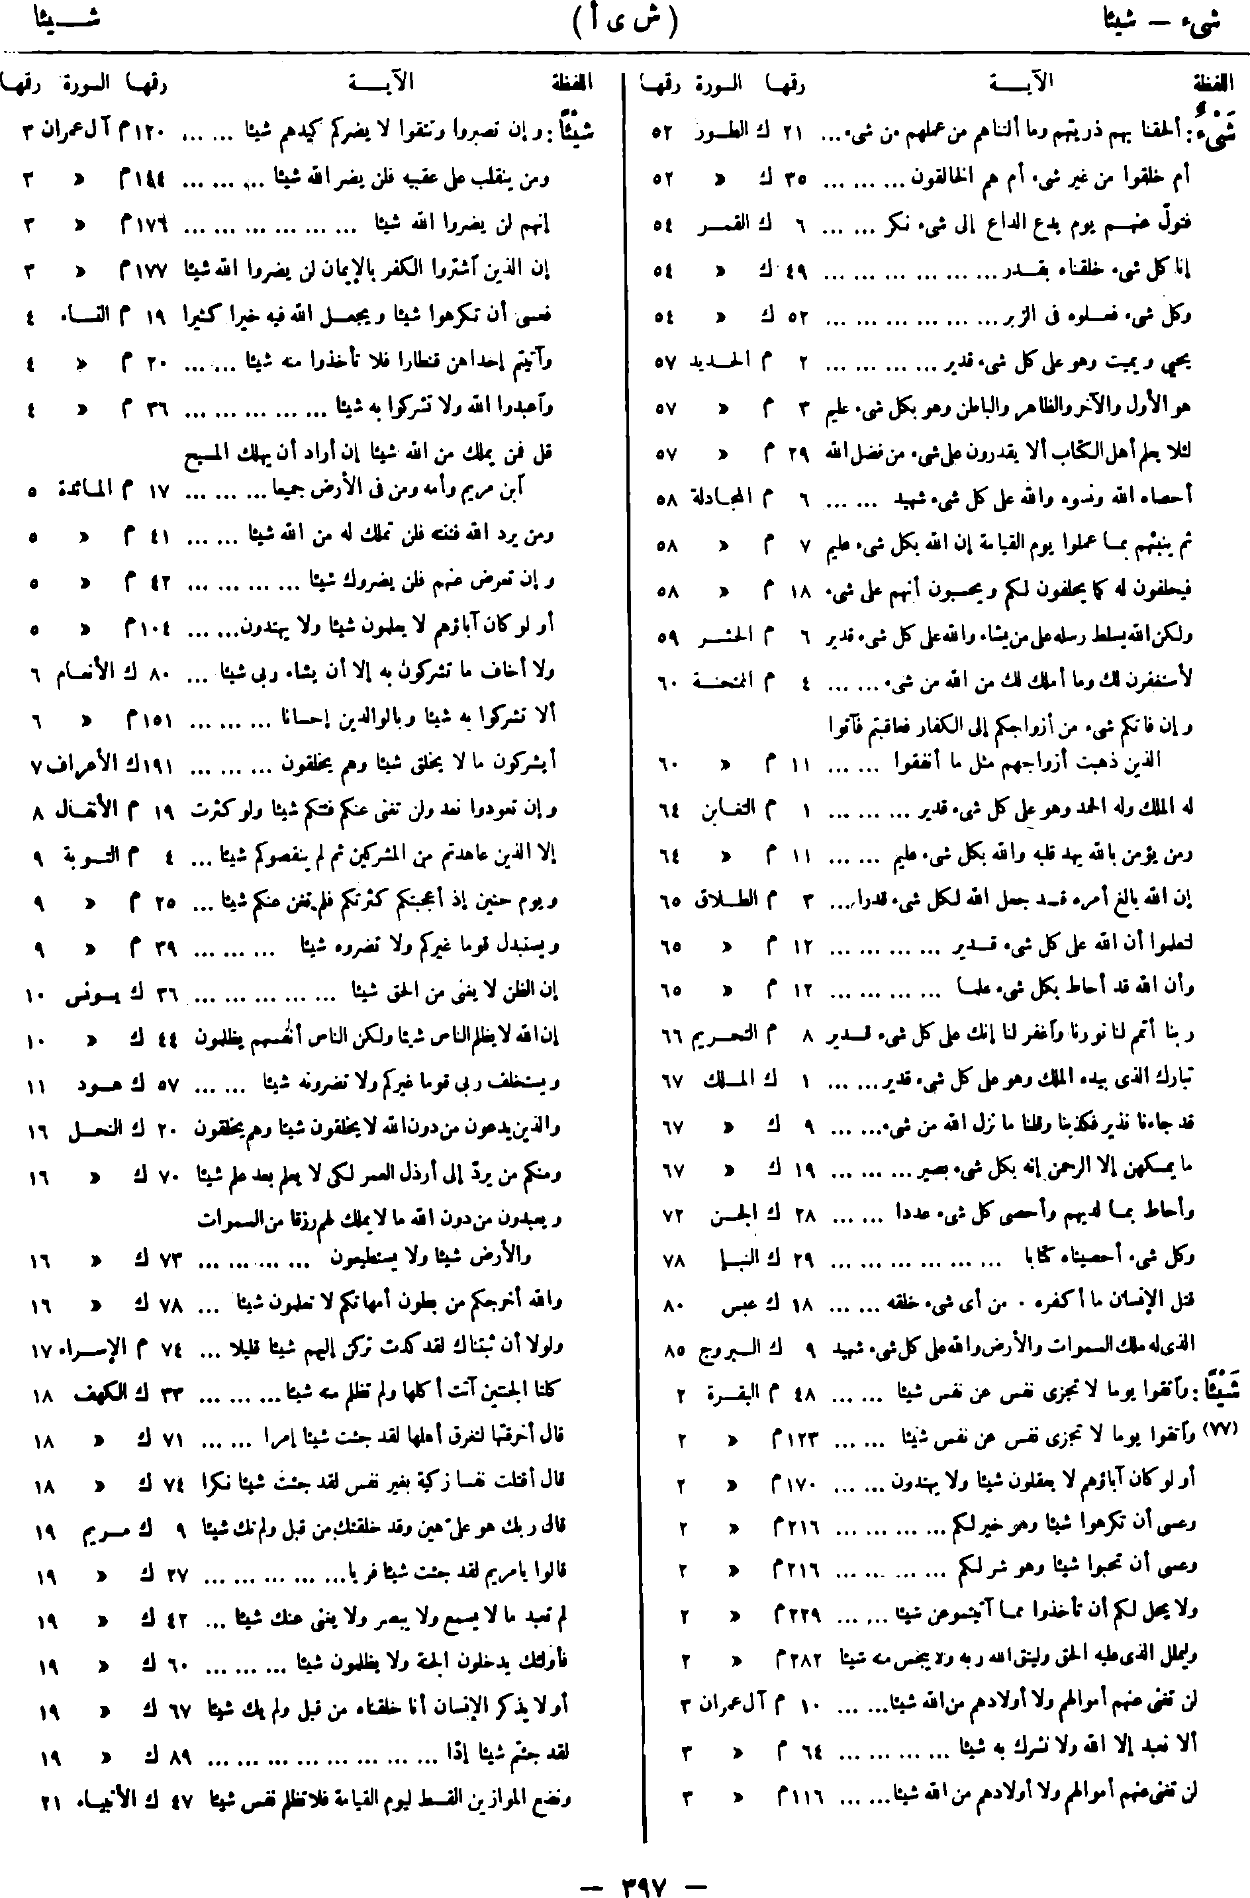 شىء — شيئا
( ش ى أ )
شــيئا
اللفظة الآيــة رقها السورة رقها
شَىْءٌ: ألحقنا بهم ذريتهم وما ألتناهم من عملهم من شىء ... ٢١ ك الطور ٥٢
أم خلقوا من غير شىء أم هم الخالقون ... ... ... ٣٥ ك » ٥٢
فتولّ عنهم يوم يدع الداع إلى شىء نكر ... ... ٦ ك القمر ٥٤
إنا كل شىء خلقناه بقدر ... ... ... ... ... ... ٤٩ ك » ٥٤
وكل شىء فعلوه فى الزبر ... ... ... ... ... ... ٥٢ ك » ٥٤
يحيي ويميت وهو على كل شىء قدير ... ... ... ... ٢ م الحديد ٥٧
هو الأول والآخر والظاهر والباطن وهو بكل شىء عليم ٣ م » ٥٧
لئلا يعلم أهل الكتاب ألا يقدرون على شىء من فضل الله ٢٩ م » ٥٧
أحصاه الله ونسوه والله على كل شىء شهيد ... ... ٦ م المجادلة ٥٨
ثم ينبئهم بما عملوا يوم القيامة إن الله بكل شىء عليم ٧ م » ٥٨
فيحلفون له كما يحلفون لكم ويحسبون أنهم على شىء ١٨ م » ٥٨
ولكن الله يسلط رسله على من يشاء والله على كل شىء قدير ٦ م الحشر ٥٩
لأستغفرن لك وما أملك لك من الله من شىء ... ... ٤ م الممتحنة ٦٠
وإن فاتكم شىء من أزواجكم إلى الكفار فعاقبتم فآتوا
الذين ذهبت أزواجهم مثل ما أنفقوا ... ... ١١ م » ٦٠
له الملك وله الحمد وهو على كل شىء قدير ... ... ... ١ م التغابن ٦٤
ومن يؤمن بالله يهد قلبه والله بكل شىء عليم ... ... ١١ م » ٦٤
إن الله بالغ أمره قد جعل الله لكل شىء قدرا ... ٣ م الطلاق ٦٥
لتعلموا أن الله على كل شىء قدير ... ... ... ... ١٢ م » ٦٥
وأن الله قد أحاط بكل شىء علما ... ... ... ... ١٢ م » ٦٥
ربنا أتمم لنا نورنا وآغفر لنا إنك على كل شىء قدير ٨ م التحريم ٦٦
تبارك الذى بيده الملك وهو على كل شىء قدير ... ... ١ ك الملك ٦٧
قد جاءنا نذير فكذبنا وقلنا ما نزل الله من شىء ... ... ٩ ك » ٦٧
ما يمسكهن إلا الرحمن إنه بكل شىء بصير ... ... ... ١٩ ك » ٦٧
وأحاط بما لديهم وأحصى كل شىء عددا ... ... ٢٨ ك الجن ٧٢
وكل شىء أحصيناه كتابا ... ... ... ... ... ... ٢٩ ك النبإ ٧٨
قتل الإنسان ما أكفره . من أى شىء خلقه ... ... ١٨ ك عبس ٨٠
الذى له ملك السموات والأرض والله على كل شىء شهيد ٩ ك البروج ٨٥
شَيْئًا: وآتقوا يوما لا تجزى نفس عن نفس شيئا ... ... ٤٨ م البقرة ٢
(٧٧) وآتقوا يوما لا تجزى نفس عن نفس شيئا ... ... ١٢٣ م » ٢
أو لو كان آباؤهم لا يعقلون شيئا ولا يهتدون ... ... ١٧٠ م » ٢
وعسى أن تكرهوا شيئا وهو خير لكم ... ... ... ... ٢١٦ م » ٢
وعسى أن تحبوا شيئا وهو شر لكم ... ... ... ... ٢١٦ م » ٢
ولا يحل لكم أن تأخذوا مما آتيتموهن شيئا ... ... ٢٢٩ م » ٢
وليملل الذى عليه الحق وليتق الله ربه ولا يبخس منه شيئا ٢٨٢ م » ٢
لن تغنى عنهم أموالهم ولا أولادهم من الله شيئا ... ... ١٠ م آل عمران ٣
ألا نعبد إلا الله ولا نشرك به شيئا ... ... ... ... ٦٤ م » ٣
لن تغنى عنهم أموالهم ولا أولادهم من الله شيئا ... ... ١١٦ م » ٣
اللفظة الآيــة رقها السورة رقها
شَيْئًا: وإن تصبروا وتتقوا لا يضركم كيدهم شيئا ... ... ١٢٠ م آل عمران ٣
ومن ينقلب على عقبيه فلن يضر الله شيئا ... ... ... ١٤٤ م » ٣
إنهم لن يضروا الله شيئا ... ... ... ... ... ... ١٧٦ م » ٣
إن الذين آشتروا الكفر بالإيمان لن يضروا الله شيئا ١٧٧ م » ٣
فعسى أن تكرهوا شيئا ويجعل الله فيه خيرا كثيرا ١٩ م النساء ٤
وآتيتم إحداهن قنطارا فلا تأخذوا منه شيئا ... ... ٢٠ م » ٤
وآعبدوا الله ولا تشركوا به شيئا ... ... ... ... ... ٣٦ م » ٤
قل فمن يملك من الله شيئا إن أراد أن يهلك المسيح
آبن مريم وأمه ومن فى الأرض جميعا ... ... ... ١٧ م المائدة ٥
ومن يرد الله فتنته فلن تملك له من الله شيئا ... ... ٤١ م » ٥
وإن تعرض عنهم فلن يضروك شيئا ... ... ... ... ٤٢ م » ٥
أو لو كان آباؤهم لا يعلمون شيئا ولا يهتدون ... ... ١٠٤ م » ٥
ولا أخاف ما تشركون به إلا أن يشاء ربى شيئا ... ٨٠ ك الأنعام ٦
ألا تشركوا به شيئا وبالوالدين إحسانا ... ... ... ١٥١ م » ٦
أيشركون ما لا يخلق شيئا وهم يخلقون ... ... ... ١٩١ ك الأعراف ٧
وإن تعودوا نعد ولن تغنى عنكم فئتكم شيئا ولو كثرت ١٩ م الأنفال ٨
إلا الذين عاهدتم من المشركين ثم لم ينقصوكم شيئا ... ٤ م التوبة ٩
ويوم حنين إذ أعجبتكم كثرتكم فلم تغن عنكم شيئا ... ٢٥ م » ٩
ويستبدل قوما غيركم ولا تضروه شيئا ... ... ... ٣٩ م » ٩
إن الظن لا يغنى من الحق شيئا ... ... ... ... ... ٣٦ ك يونس ١٠
إن الله لا يظلم الناس شيئا ولكن الناس أنفسهم يظلمون ٤٤ ك » ١٠
ويستخلف ربى قوما غيركم ولا تضرونه شيئا ... ... ٥٧ ك هود ١١
والذين يدعون من دون الله لا يخلقون شيئا وهم يخلقون ٢٠ ك النحل ١٦
ومنكم من يردّ إلى أرذل العمر لكى لا يعلم بعد علم شيئا ٧٠ ك » ١٦
ويعبدون من دون الله ما لا يملك لهم رزقا من السموات
والأرض شيئا ولا يستطيعون ... ... ... ... ٧٣ ك » ١٦
والله أخرجكم من بطون أمهاتكم لا تعلمون شيئا ... ٧٨ ك » ١٦
ولولا أن ثبتناك لقد كدت تركن إليهم شيئا قليلا ... ٧٤ م الإسراء ١٧
كلتا الجنتين آتت أكلها ولم تظلم منه شيئا ... ... ... ٣٣ ك الكهف ١٨
قال أخرقتها لتغرق أهلها لقد جئت شيئا إمرا ... ... ٧١ ك » ١٨
قال أقتلت نفسا زكية بغير نفس لقد جئت شيئا نكرا ٧٤ ك » ١٨
قال ربك هو علىّ هين وقد خلقتك من قبل ولم تك شيئا ٩ ك مريم ١٩
قالوا يا مريم لقد جئت شيئا فريا ... ... ... ... ... ٢٧ ك » ١٩
لم تعبد ما لا يسمع ولا يبصر ولا يغنى عنك شيئا ... ٤٢ ك » ١٩
فأولئك يدخلون الجنة ولا يظلمون شيئا ... ... ... ٦٠ ك » ١٩
أولا يذكر الإنسان أنا خلقناه من قبل ولم يك شيئا ٦٧ ك » ١٩
لقد جئتم شيئا إدّا ... ... ... ... ... ... ... ... ٨٩ ك » ١٩
ونضع الموازين القسط ليوم القيامة فلا تظلم نفس شيئا ٤٧ ك الأنبياء ٢١
— ٣٩٧ —